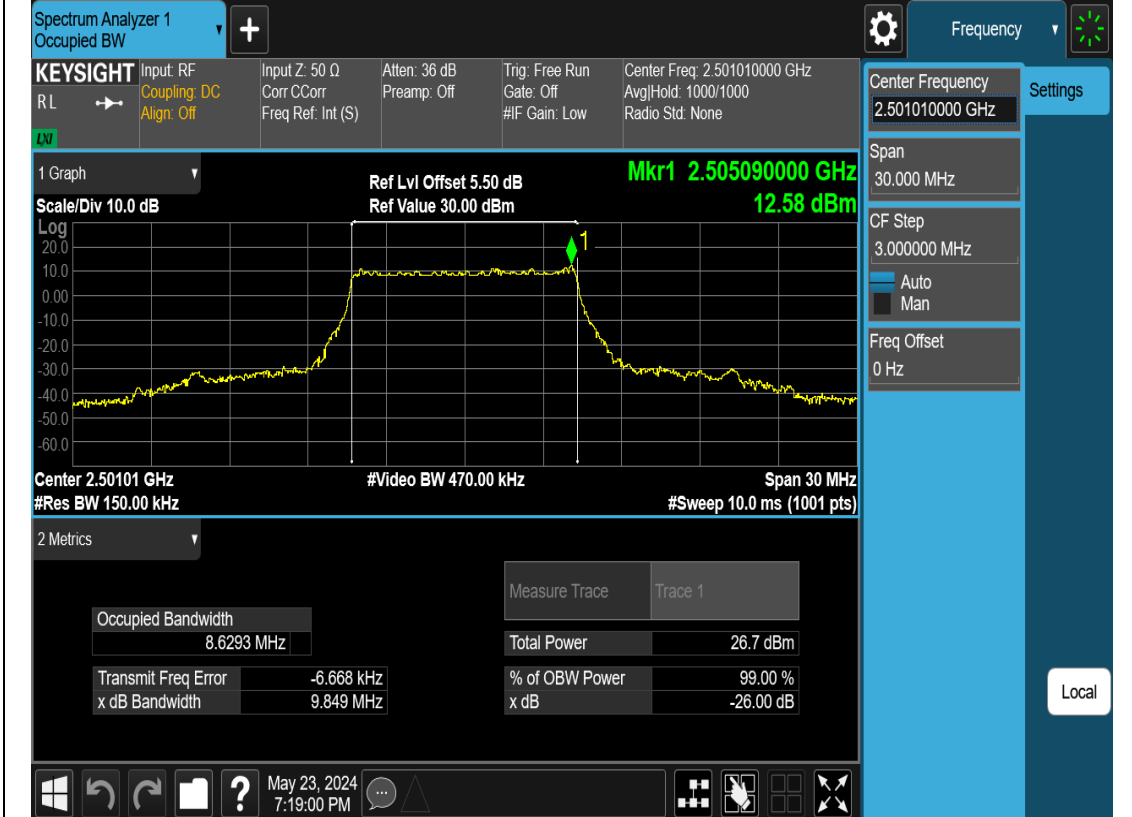 Spectrum Analyzer 1
Occupied BW
+
Frequency
KEYSIGHT
R L
LXI
Input: RF
Coupling: DC
Align: Off
Input Z: 50 Ω
Corr CCorr
Freq Ref: Int (S)
Atten: 36 dB
Preamp: Off
Trig: Free Run
Gate: Off
#IF Gain: Low
Center Freq: 2.501010000 GHz
Avg|Hold: 1000/1000
Radio Std: None
Center Frequency
2.501010000 GHz
Settings
Span
30.000 MHz
CF Step
3.000000 MHz
Auto
Man
Freq Offset
0 Hz
Local
1 Graph
Scale/Div 10.0 dB
Ref Lvl Offset 5.50 dB
Ref Value 30.00 dBm
Mkr1 2.505090000 GHz
12.58 dBm
Log
1
20.0
10.0
0.00
-10.0
-20.0
-30.0
-40.0
-50.0
-60.0
Center 2.50101 GHz
#Res BW 150.00 kHz
#Video BW 470.00 kHz
Span 30 MHz
#Sweep 10.0 ms (1001 pts)
2 Metrics
Measure Trace Trace 1
Occupied Bandwidth
8.6293 MHz
Total Power 26.7 dBm
Transmit Freq Error -6.668 kHz
% of OBW Power 99.00 %
x dB Bandwidth 9.849 MHz
x dB -26.00 dB
?
May 23, 2024
7:19:00 PM